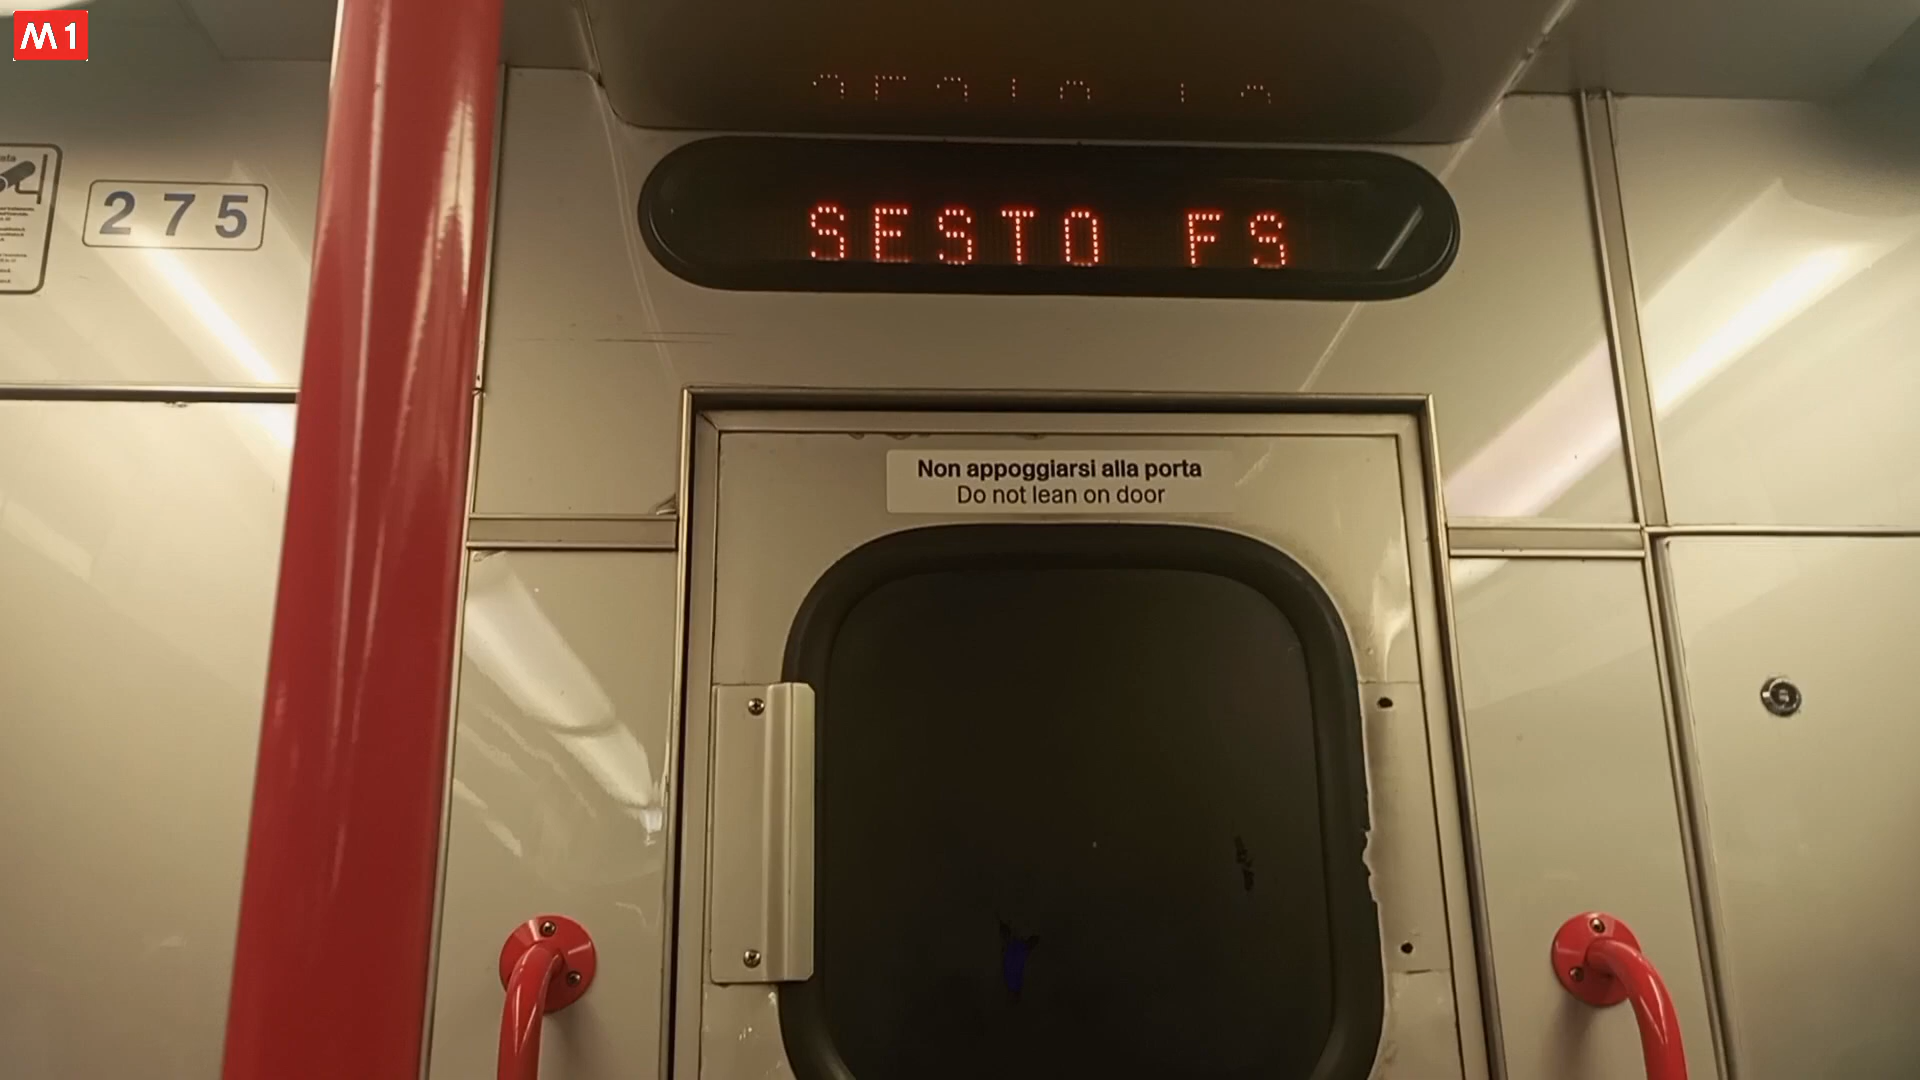 M1
275
SESTO FS
Non appoggiarsi alla porta
Do not lean on door